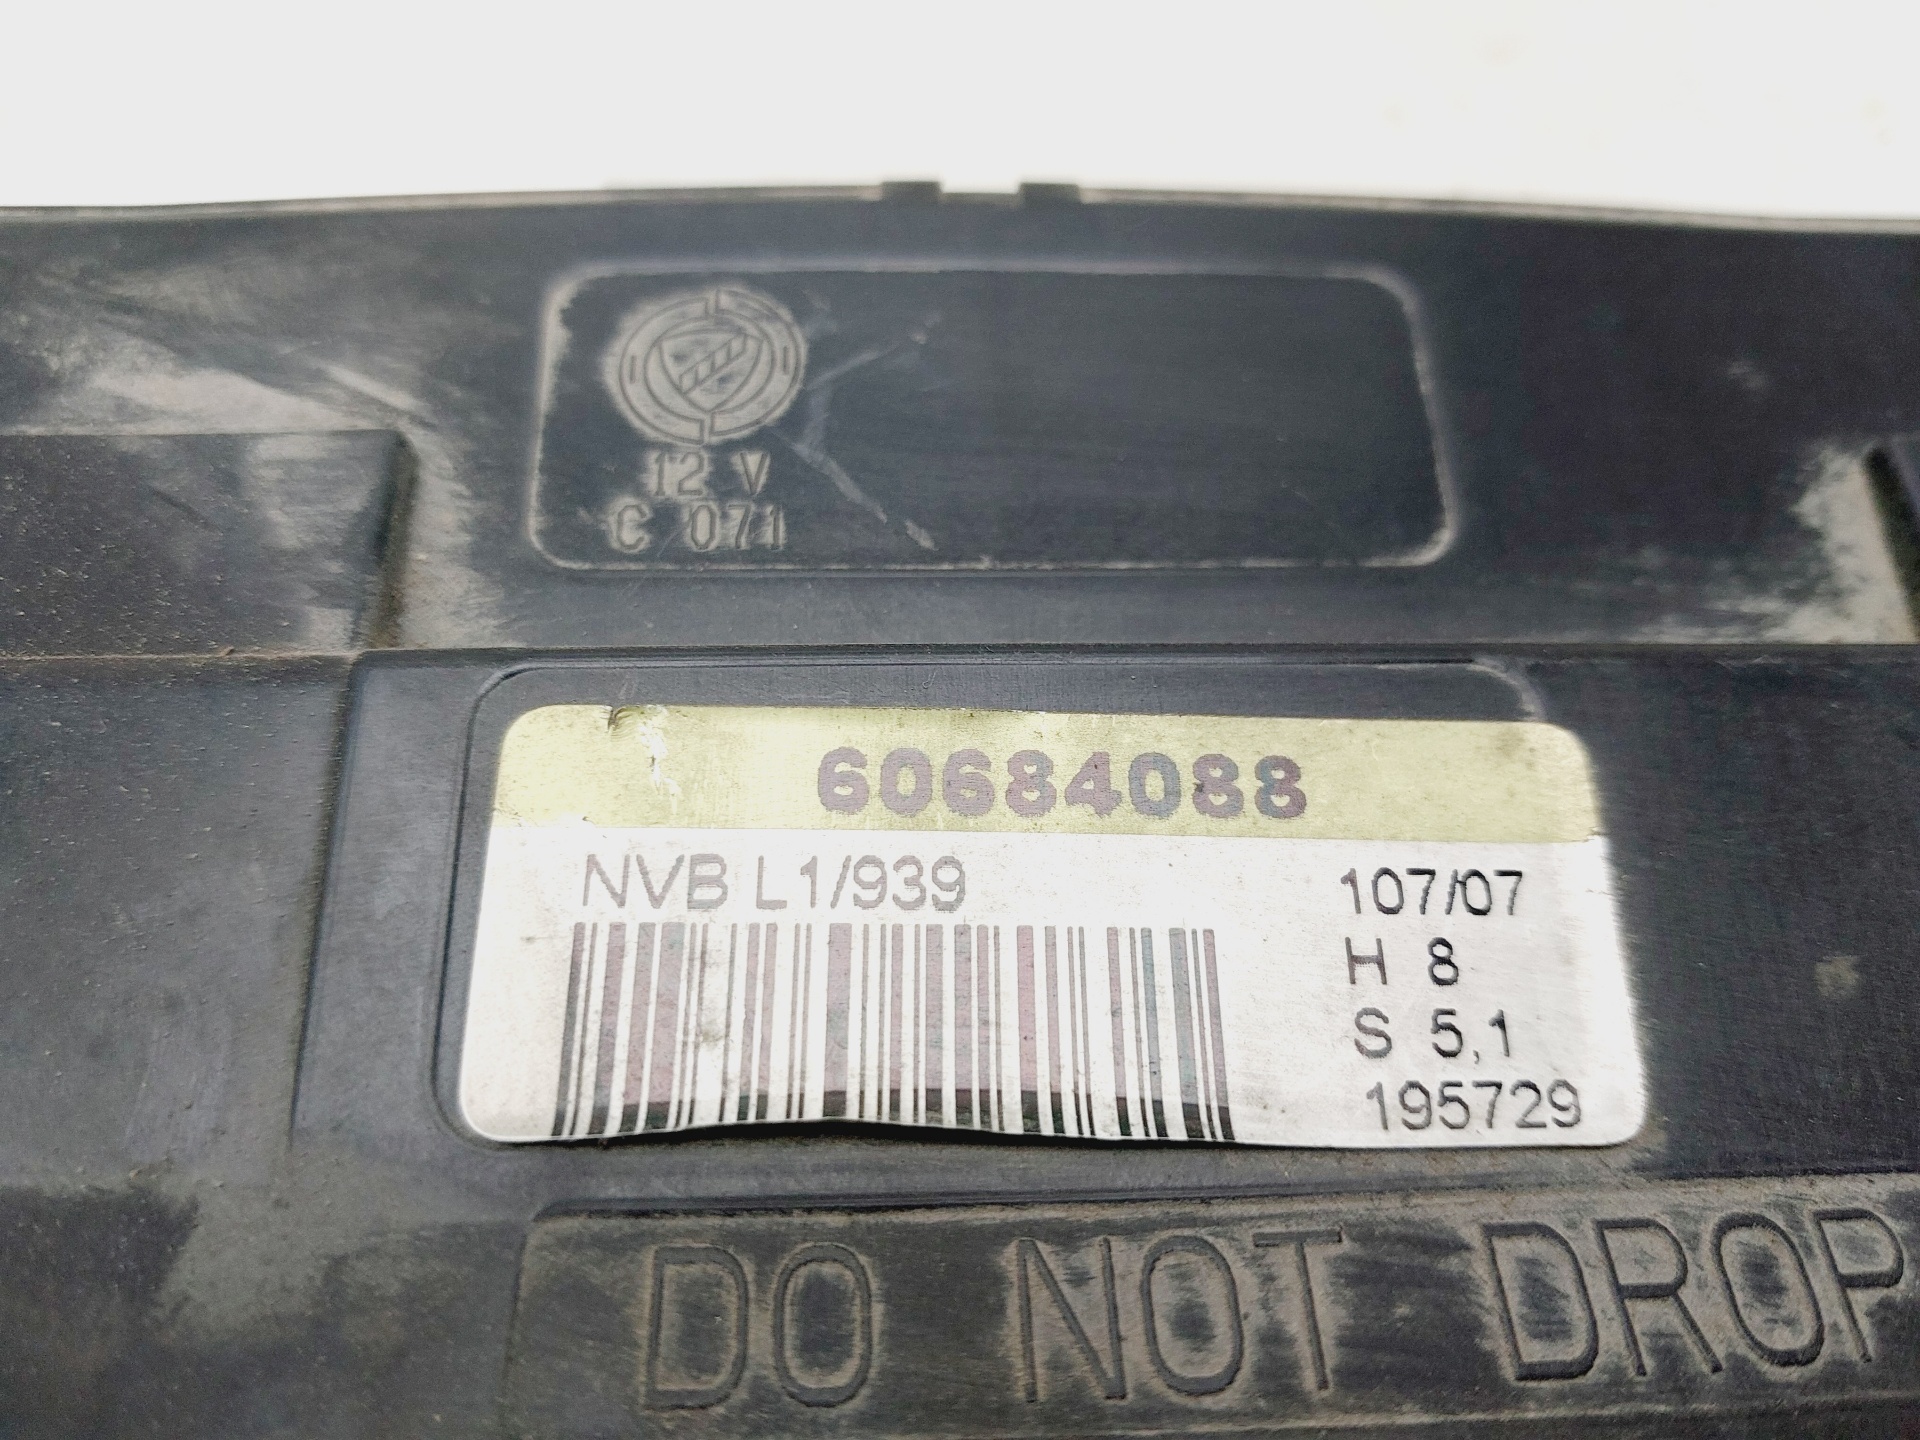 12 V
C 071
60684088
NVB L1/939
107/07
H 8
S 5,1
195729
DO NOT DROP